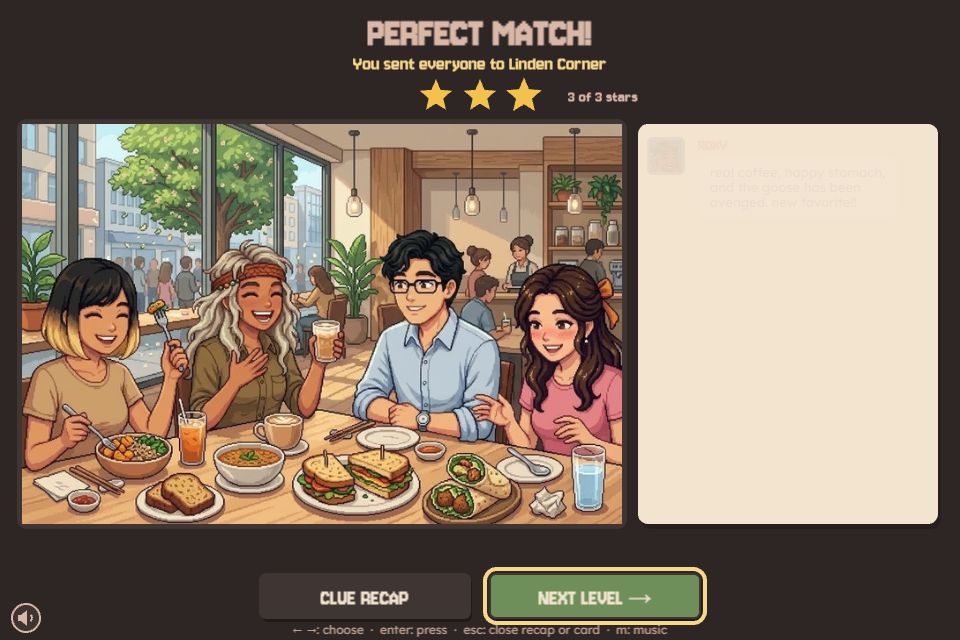 PERFECT MATCH!
You sent everyone to Linden Corner
3 of 3 stars
ROXY
real coffee, happy stomach,
and the goose has been
avenged. new favorite!!
CLUE RECAP
NEXT LEVEL →
← →: choose · enter: press · esc: close recap or card · m: music